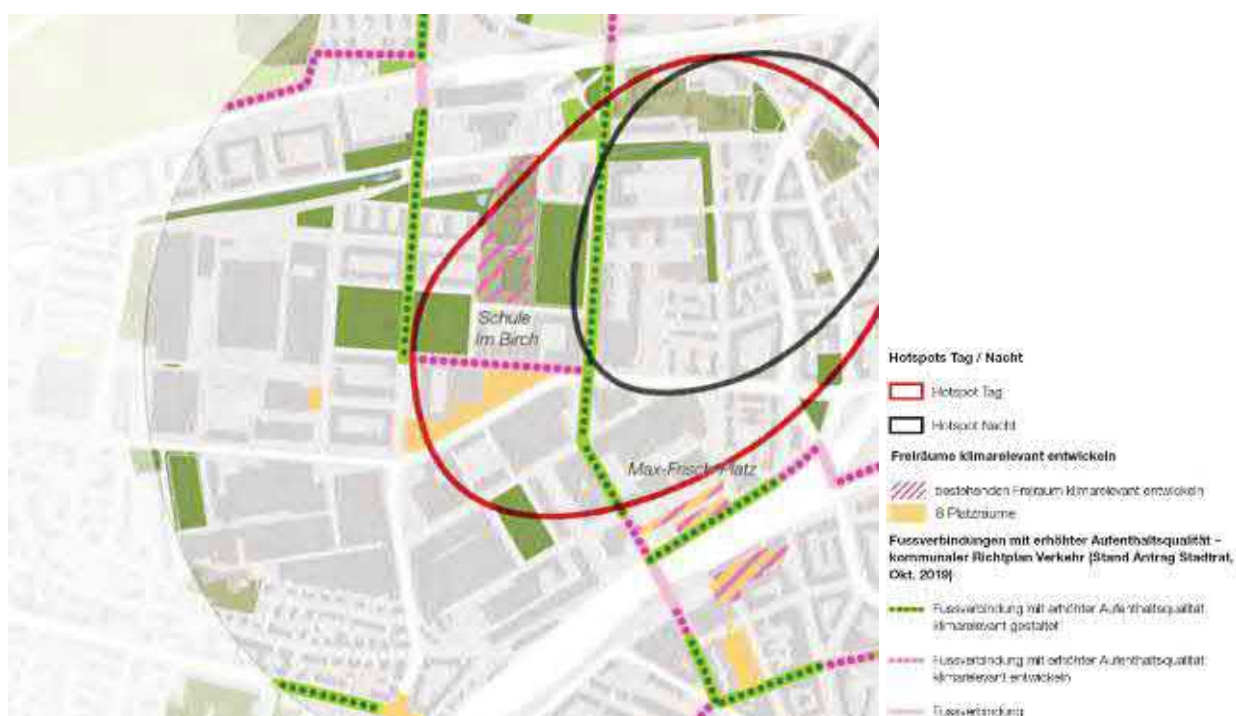 Schule
Im Birch
Max-Frisch-Platz
Hotspots Tag / Nacht
Hotspot Tag
Hotspot Nacht
Freiräume klimarelevant entwickeln
bestehenden Freiraum klimarelevant entwickeln
8 Platzräume
Fussverbindungen mit erhöhter Aufenthaltsqualität –
kommunaler Richtplan Verkehr (Stand Antrag Stadtrat,
Okt. 2019)
Fussverbindung mit erhöhter Aufenthaltsqualität
klimarelevant gestaltet
Fussverbindung mit erhöhter Aufenthaltsqualität
klimarelevant entwickeln
Fussverbindung